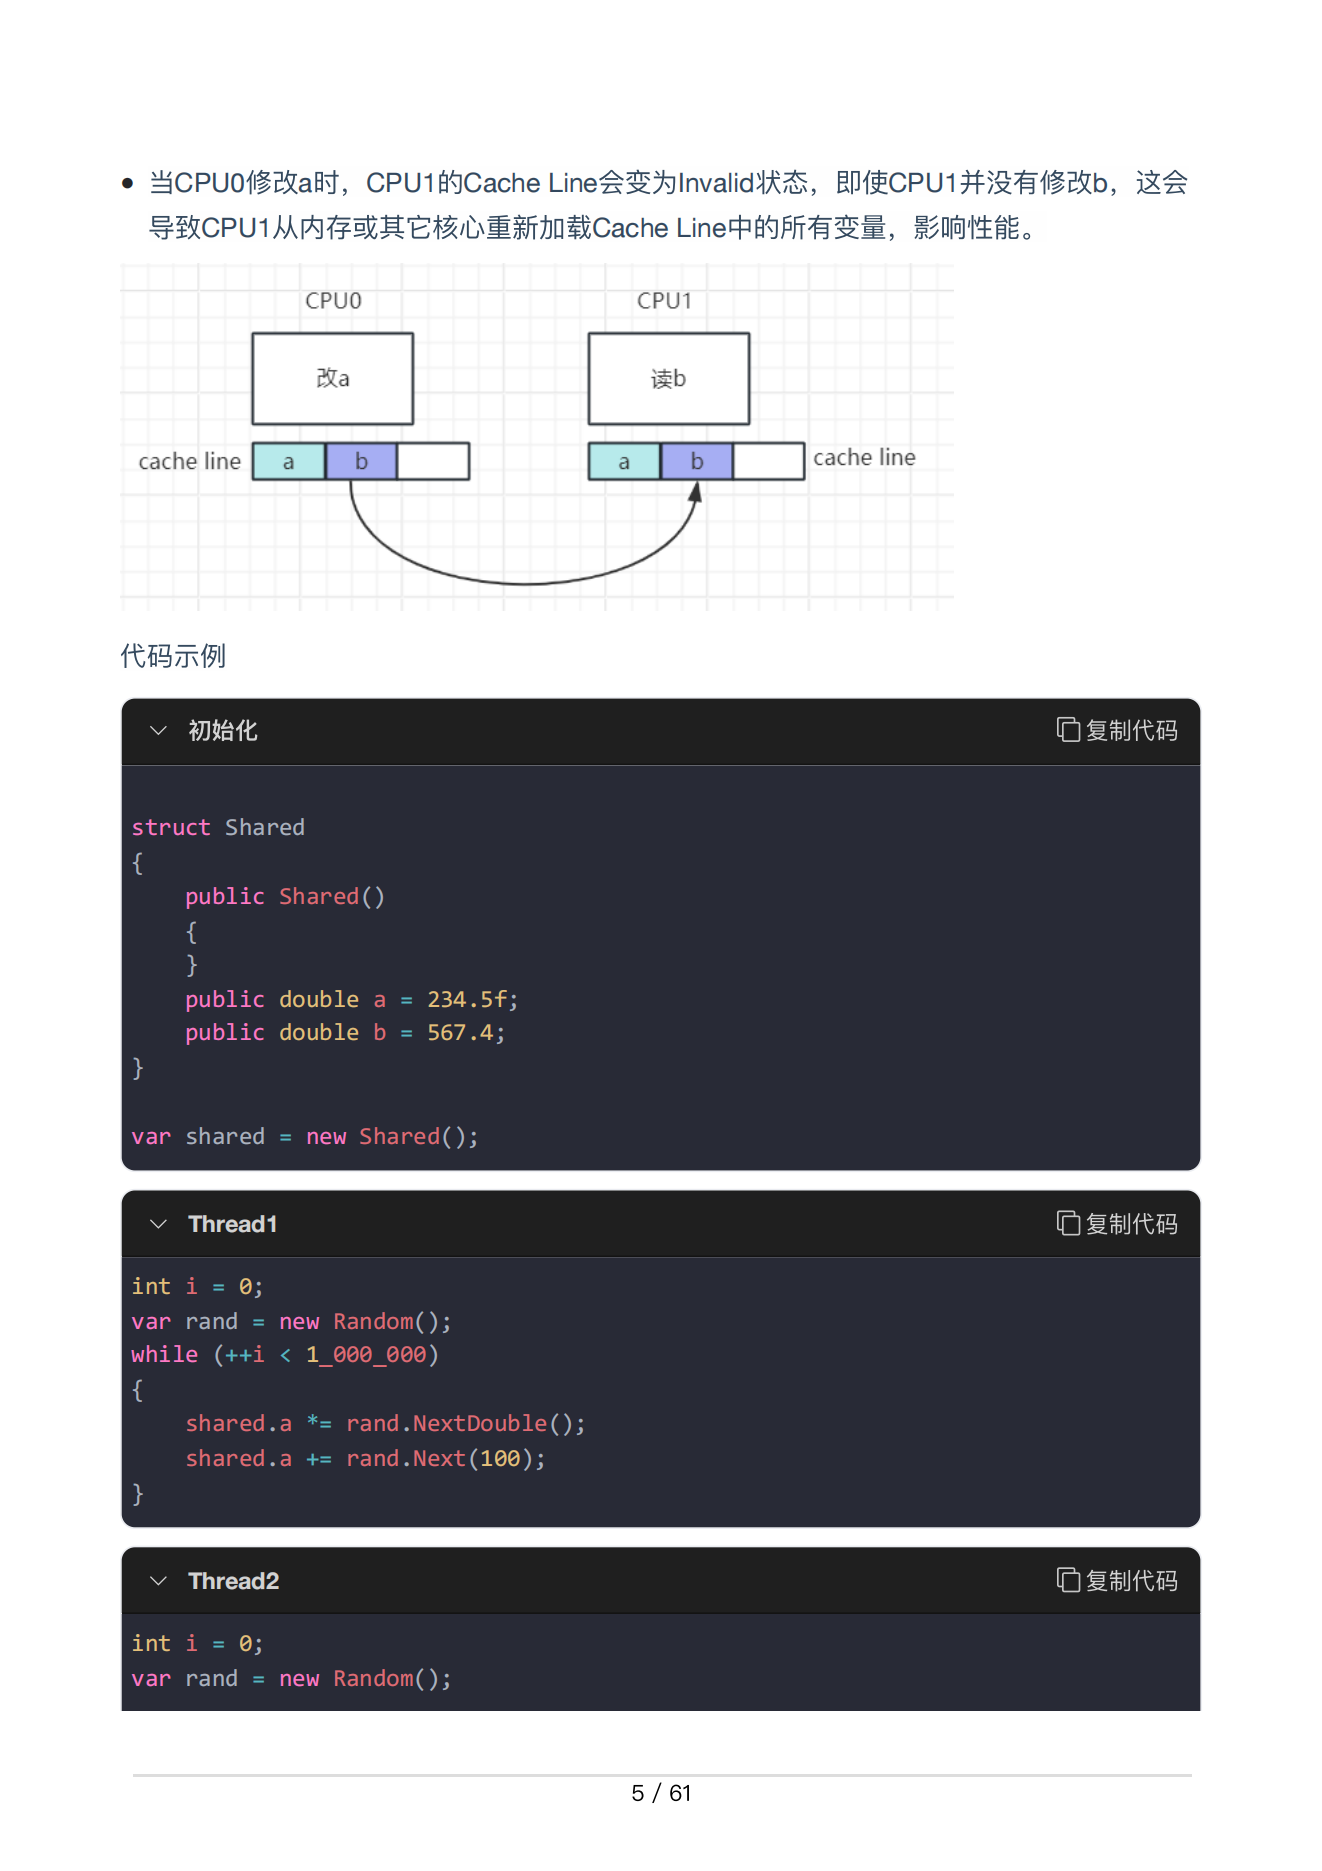 • 当CPU0修改a时，CPU1的Cache Line会变为Invalid状态，即使CPU1并没有修改b，这会
导致CPU1从内存或其它核心重新加载Cache Line中的所有变量，影响性能。
CPU0 CPU1
改a 读b
cache line a b a b cache line
代码示例
初始化 复制代码
struct Shared
{
    public Shared()
    {
    }
    public double a = 234.5f;
    public double b = 567.4;
}
var shared = new Shared();
Thread1 复制代码
int i = 0;
var rand = new Random();
while (++i < 1_000_000)
{
    shared.a *= rand.NextDouble();
    shared.a += rand.Next(100);
}
Thread2 复制代码
int i = 0;
var rand = new Random();
5 / 61